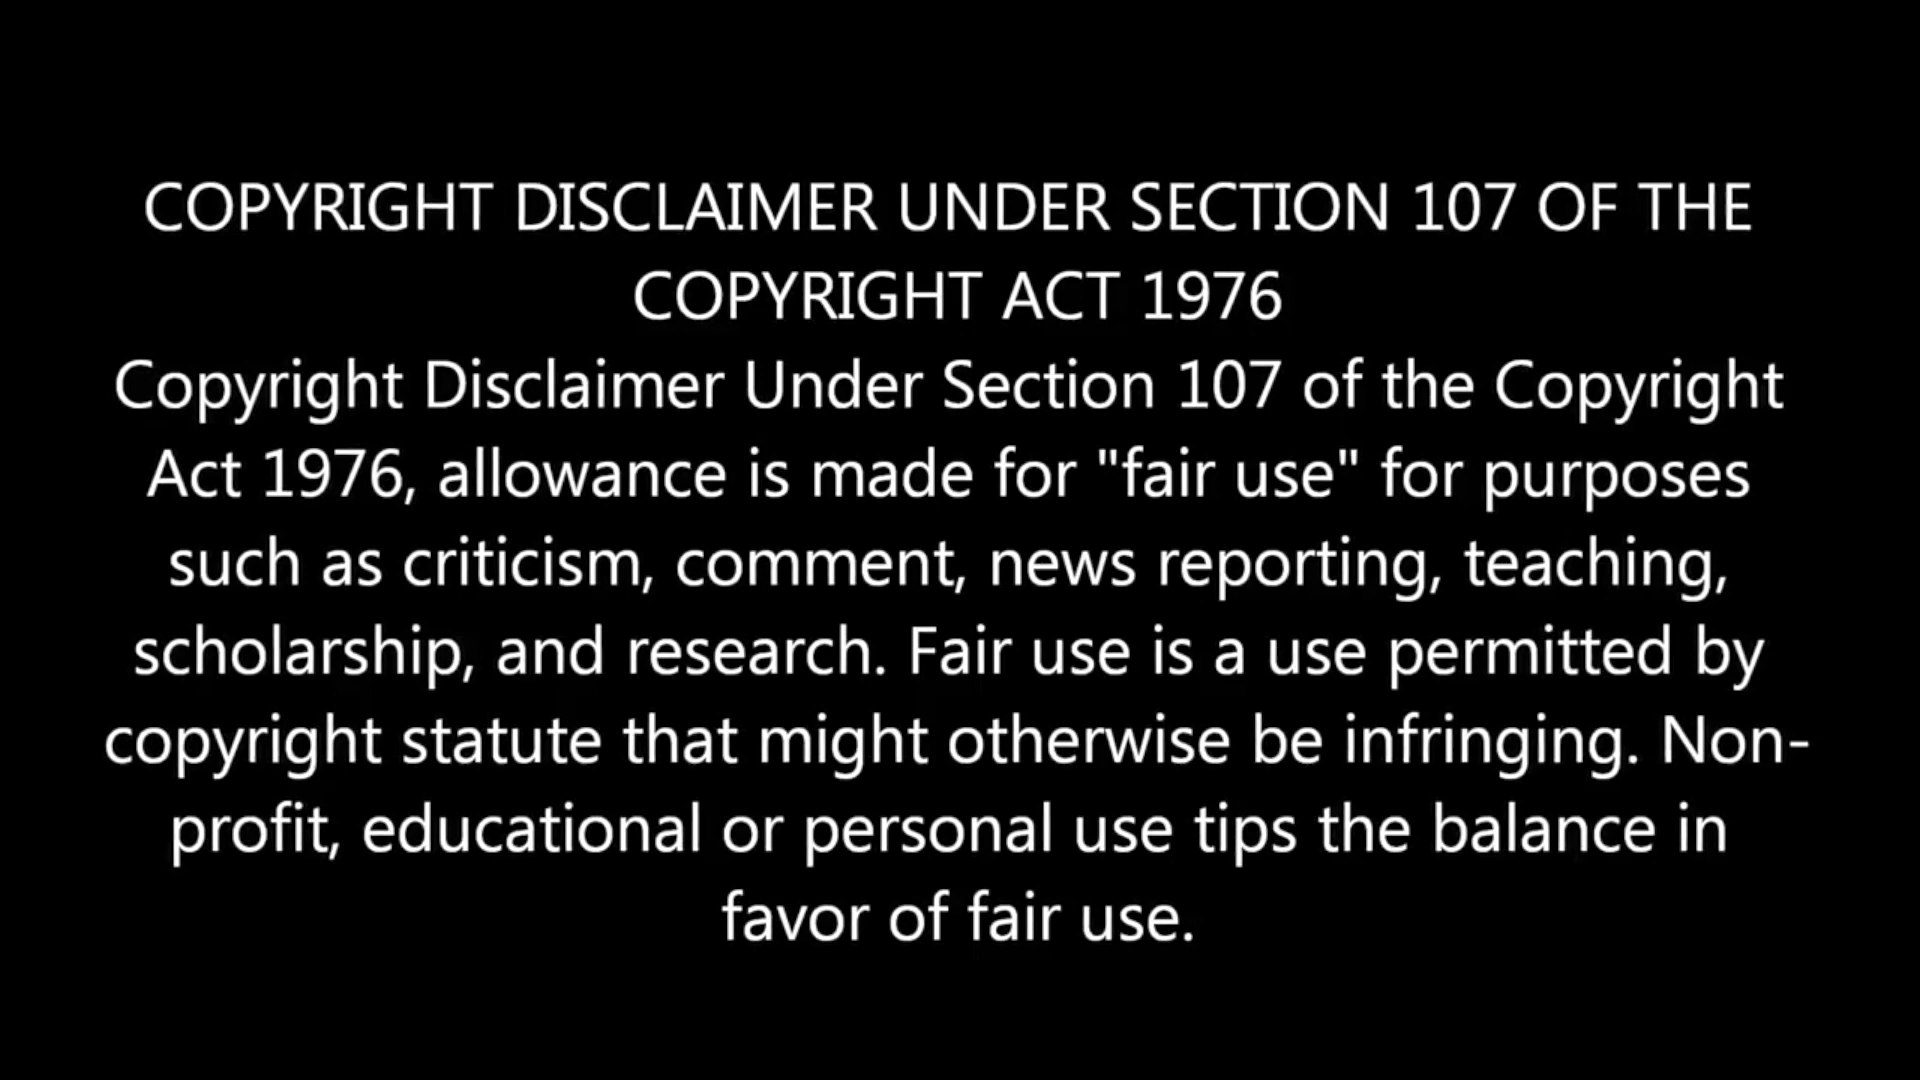 COPYRIGHT DISCLAIMER UNDER SECTION 107 OF THE
COPYRIGHT ACT 1976
Copyright Disclaimer Under Section 107 of the Copyright
Act 1976, allowance is made for "fair use" for purposes
such as criticism, comment, news reporting, teaching,
scholarship, and research. Fair use is a use permitted by
copyright statute that might otherwise be infringing. Non-
profit, educational or personal use tips the balance in
favor of fair use.